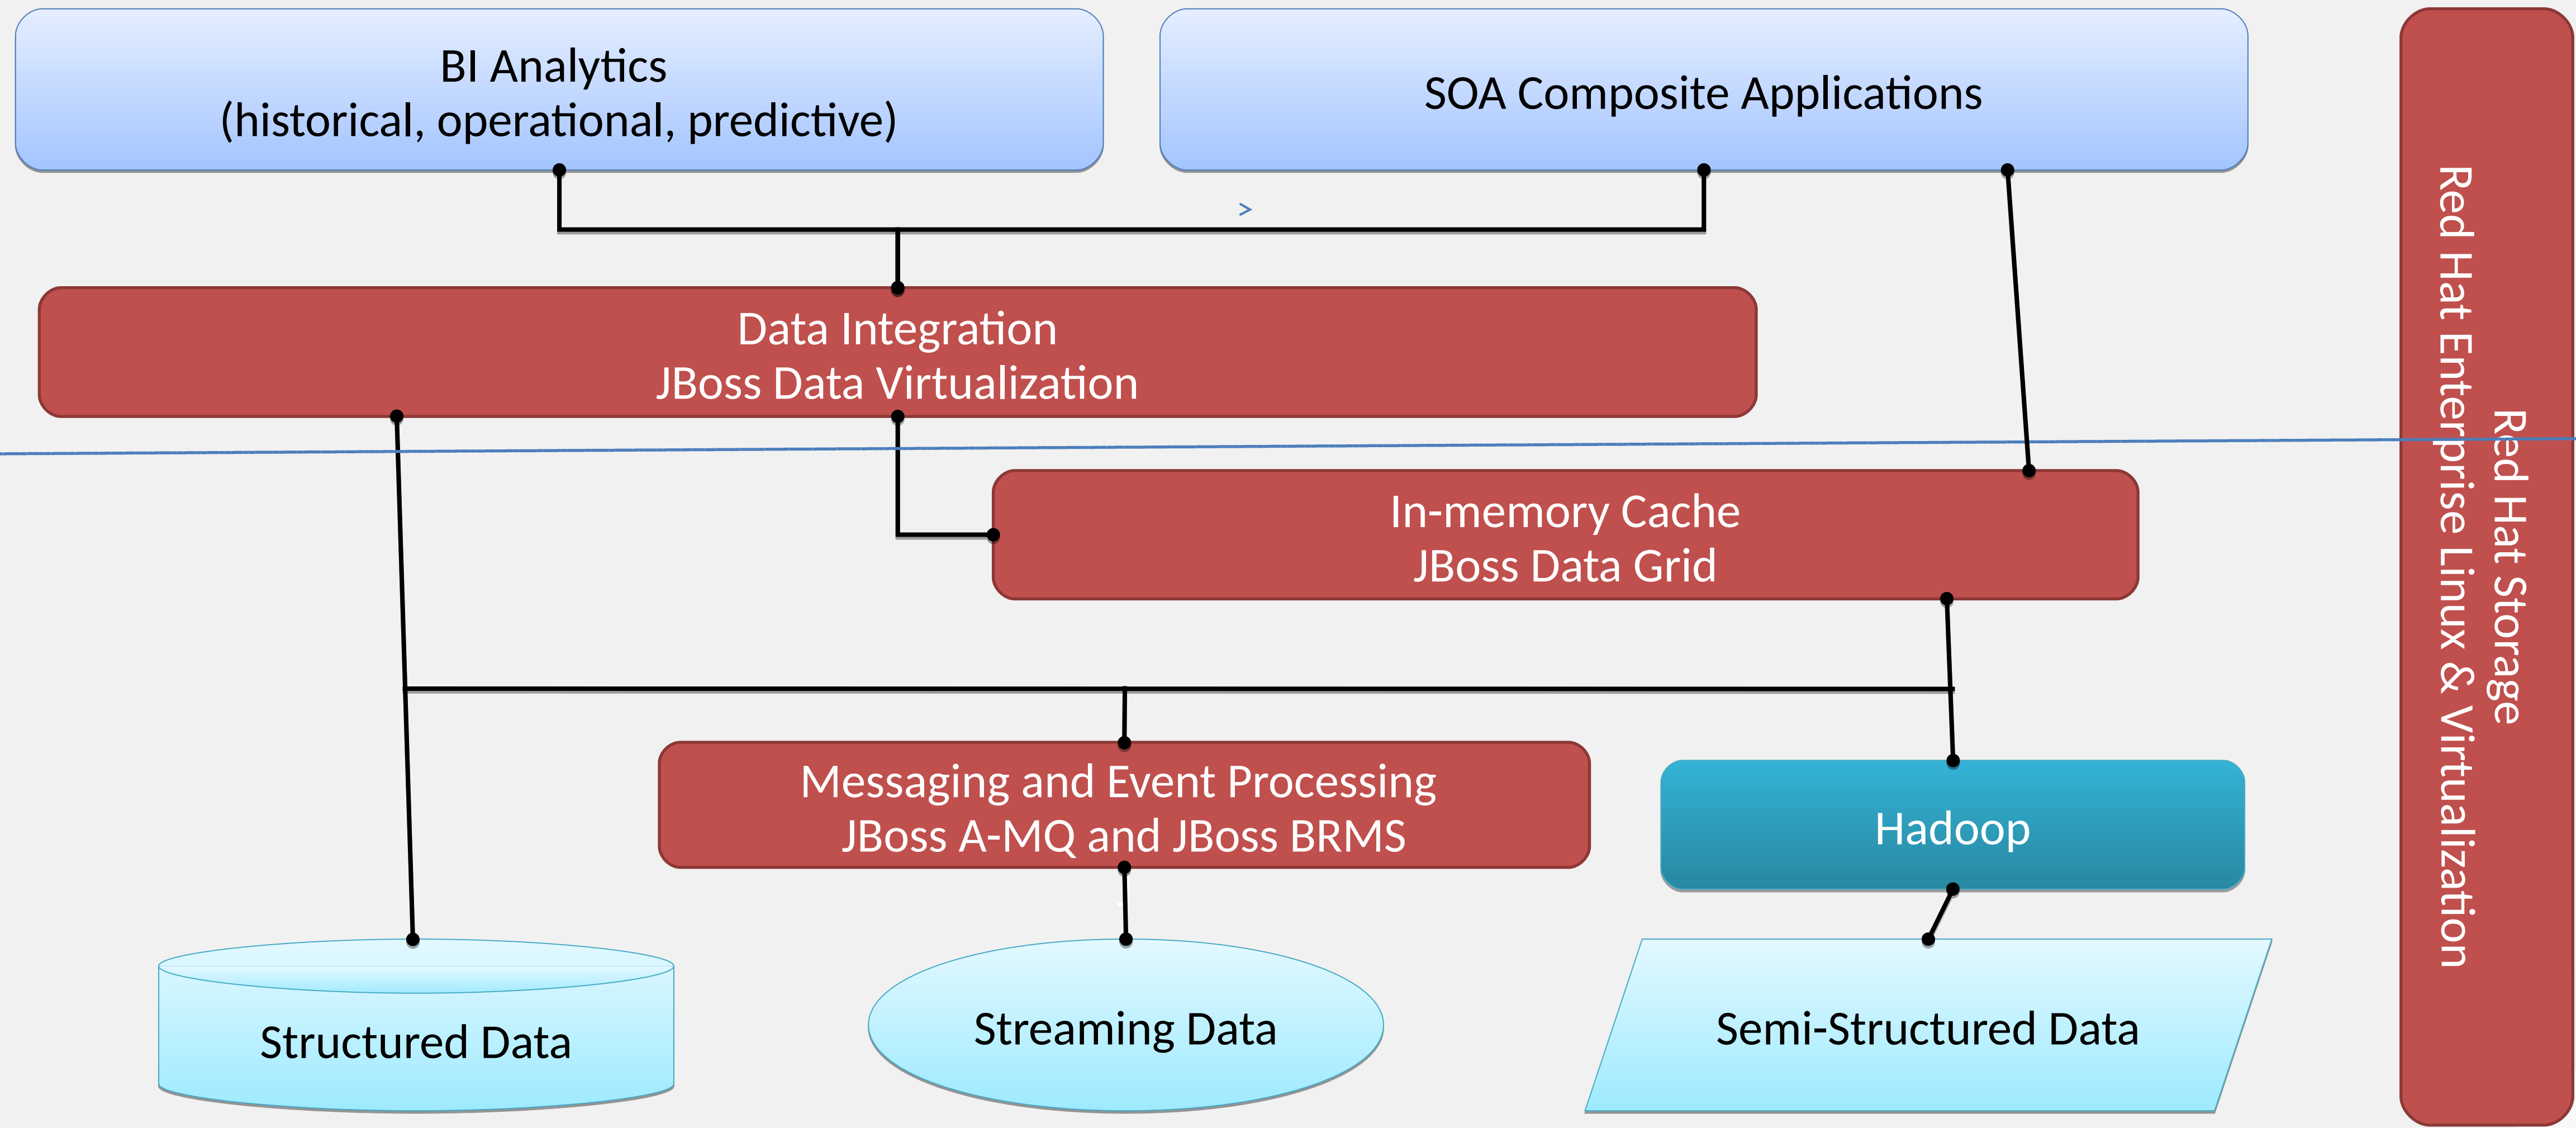 BI Analytics
(historical, operational, predictive)
SOA Composite Applications
>
Data Integration
JBoss Data Virtualization
In-memory Cache
JBoss Data Grid
Messaging and Event Processing
JBoss A-MQ and JBoss BRMS
Hadoop
Structured Data
Streaming Data
Semi-Structured Data
Red Hat Storage
Red Hat Enterprise Linux & Virtualization